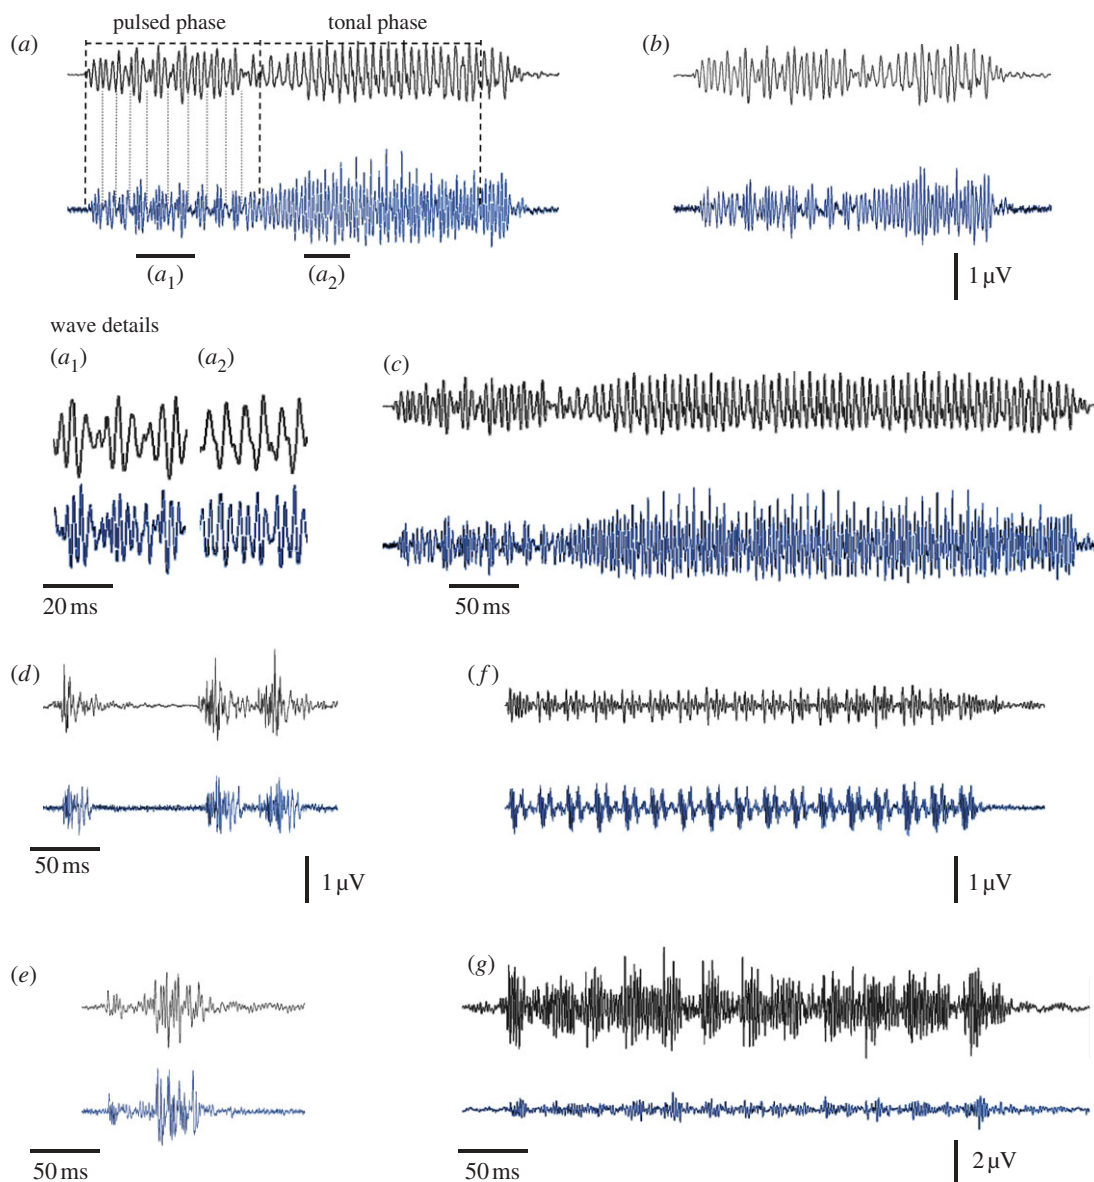 pulsed phase tonal phase
(a) (b)
(a1) (a2) 1 µV
wave details
(a1) (a2) (c)
20 ms 50 ms
(d) (f)
50 ms 1 µV 1 µV
(e) (g)
50 ms 50 ms 2 µV